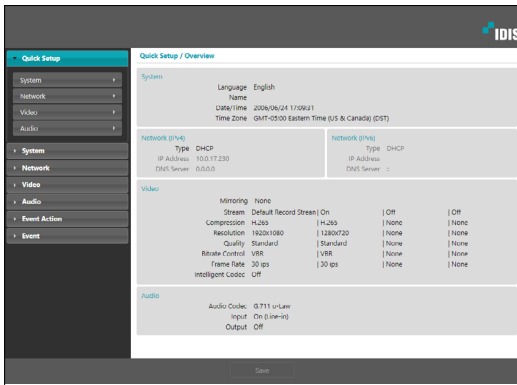 IDIS
Quick Setup
System
Network
Video
Audio
System
Network
Video
Audio
Event Action
Event
Quick Setup / Overview
System
Language English
Name
Date/Time 2006/06/24 17:09:31
Time Zone GMT-05:00 Eastern Time (US & Canada) (DST)
Network (IPv4)
Type DHCP
IP Address 10.0.17.230
DNS Server 0.0.0.0
Network (IPv6)
Type DHCP
IP Address
DNS Server ::
Video
Mirroring None
Stream Default Record Stream | On | Off | Off
Compression H.265 | H.265 | None | None
Resolution 1920x1080 | 1280x720 | None | None
Quality Standard | Standard | None | None
Bitrate Control VBR | VBR | None | None
Frame Rate 30 ips | 30 ips | None | None
Intelligent Codec Off
Audio
Audio Codec G.711 u-Law
Input On (Line-in)
Output Off
Save